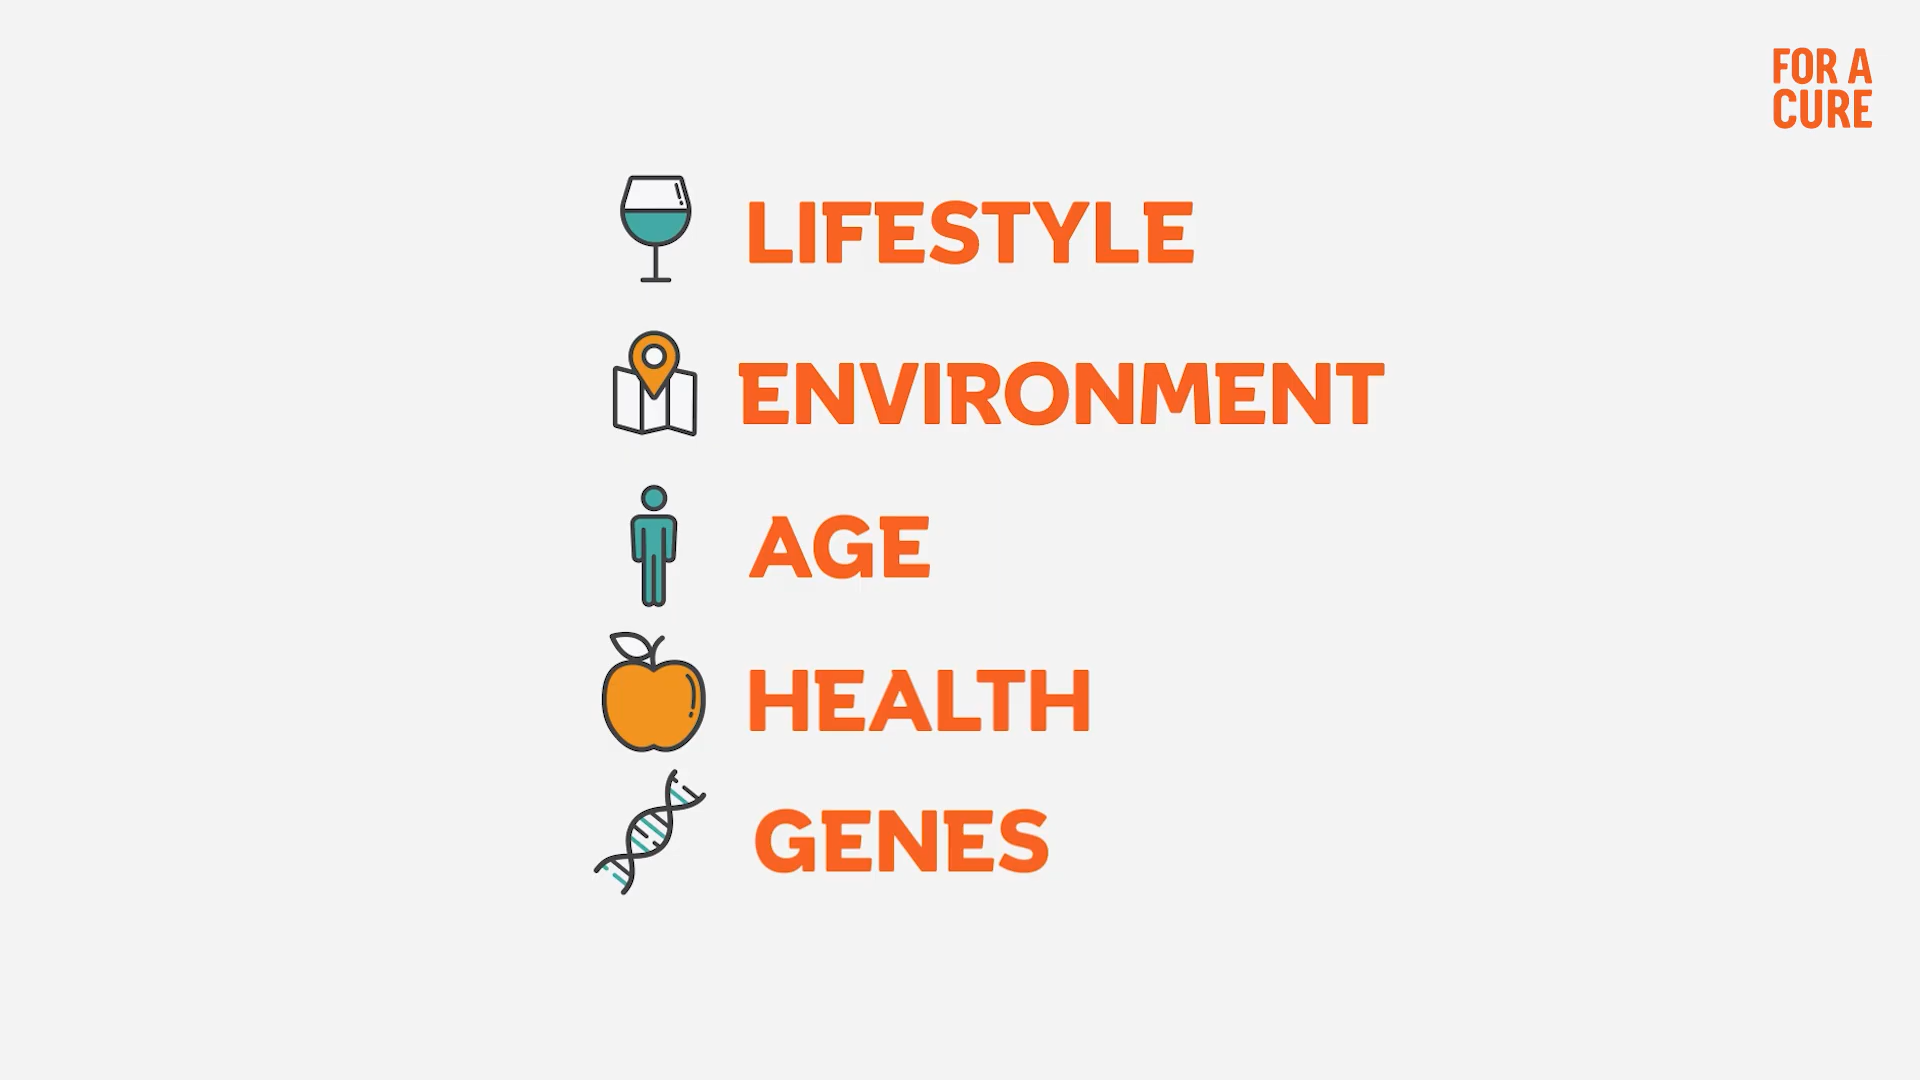 FOR A
CURE
LIFESTYLE
ENVIRONMENT
AGE
HEALTH
GENES